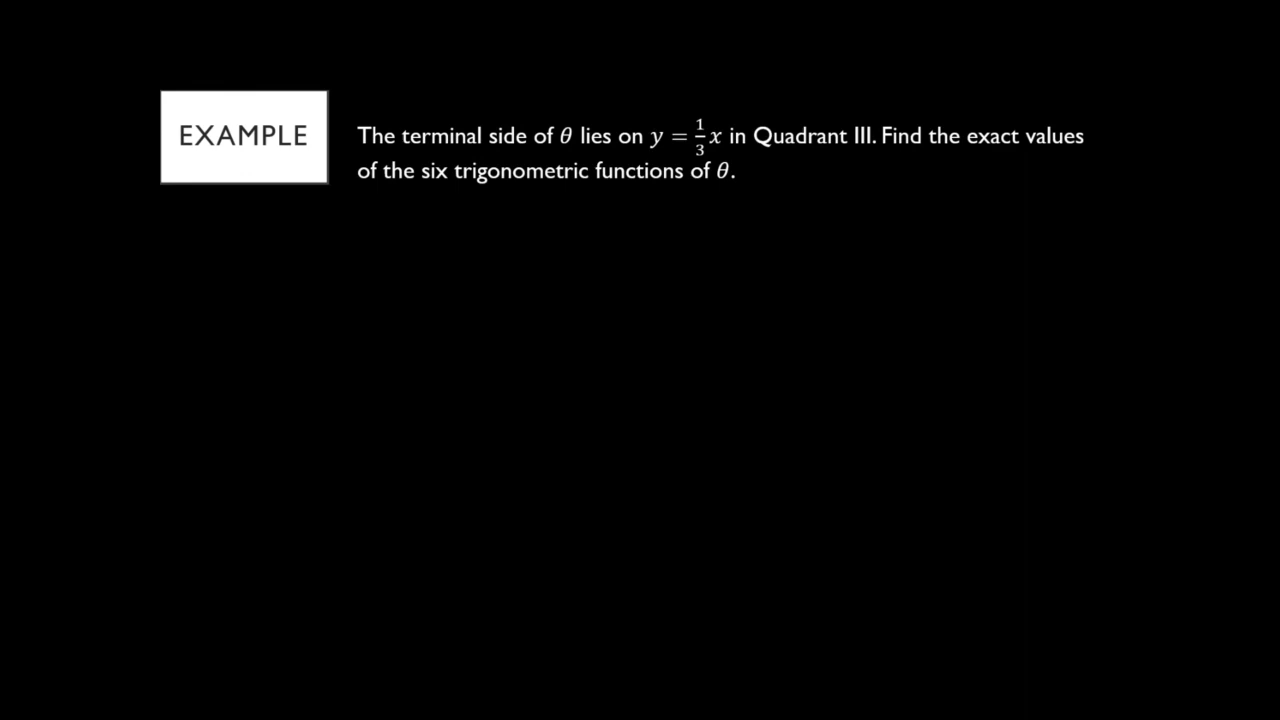 EXAMPLE
The terminal side of θ lies on y = 1/3 x in Quadrant III. Find the exact values
of the six trigonometric functions of θ.